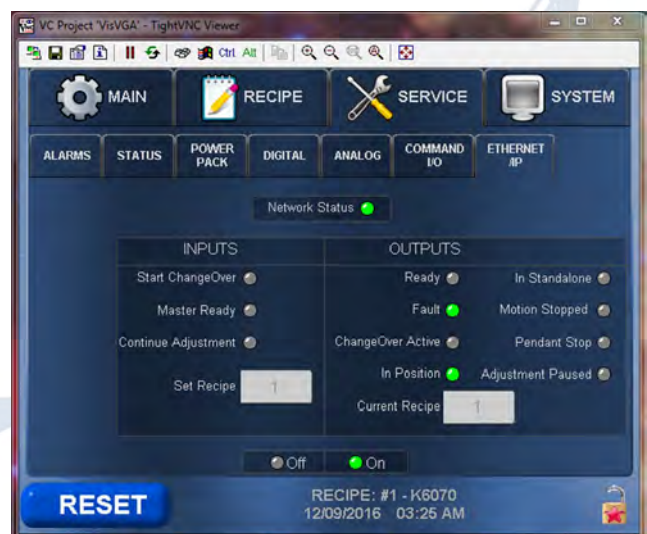 VC Project 'VisVGA' - TightVNC Viewer
Ctrl Alt
MAIN RECIPE SERVICE SYSTEM
ALARMS STATUS POWER PACK DIGITAL ANALOG COMMAND I/O ETHERNET /IP
Network Status
INPUTS OUTPUTS
Start ChangeOver Ready In Standalone
Master Ready Fault Motion Stopped
Continue Adjustment ChangeOver Active Pendant Stop
In Position Adjustment Paused
Set Recipe 1
Current Recipe 1
Off On
RESET
RECIPE: #1 - K6070
12/09/2016 03:25 AM